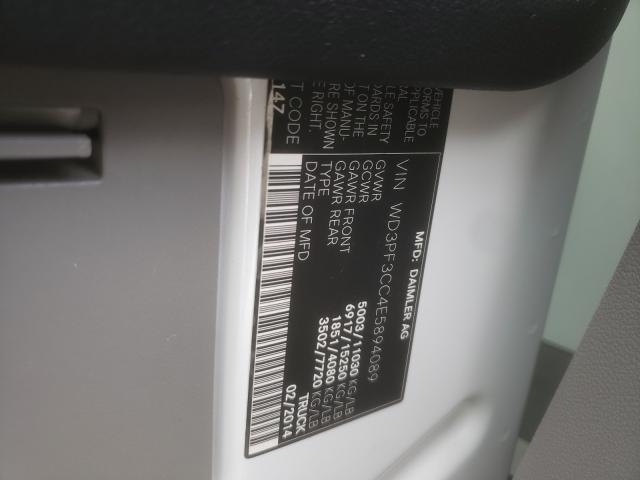 MFD: DAIMLER AG
VIN WD3PF3CC4E5894089
GVWR 5003/11030 KG/LB
GCWR 6917/15250 KG/LB
GAWR FRONT 1851/4080 KG/LB
GAWR REAR 3502/7720 KG/LB
TYPE TRUCK
DATE OF MFD 02/2014
VEHICLE
FORMS TO
APPLICABLE
SAFETY
ARDS IN
T ON THE
OF MANU-
RE SHOWN
E RIGHT.
T CODE
147